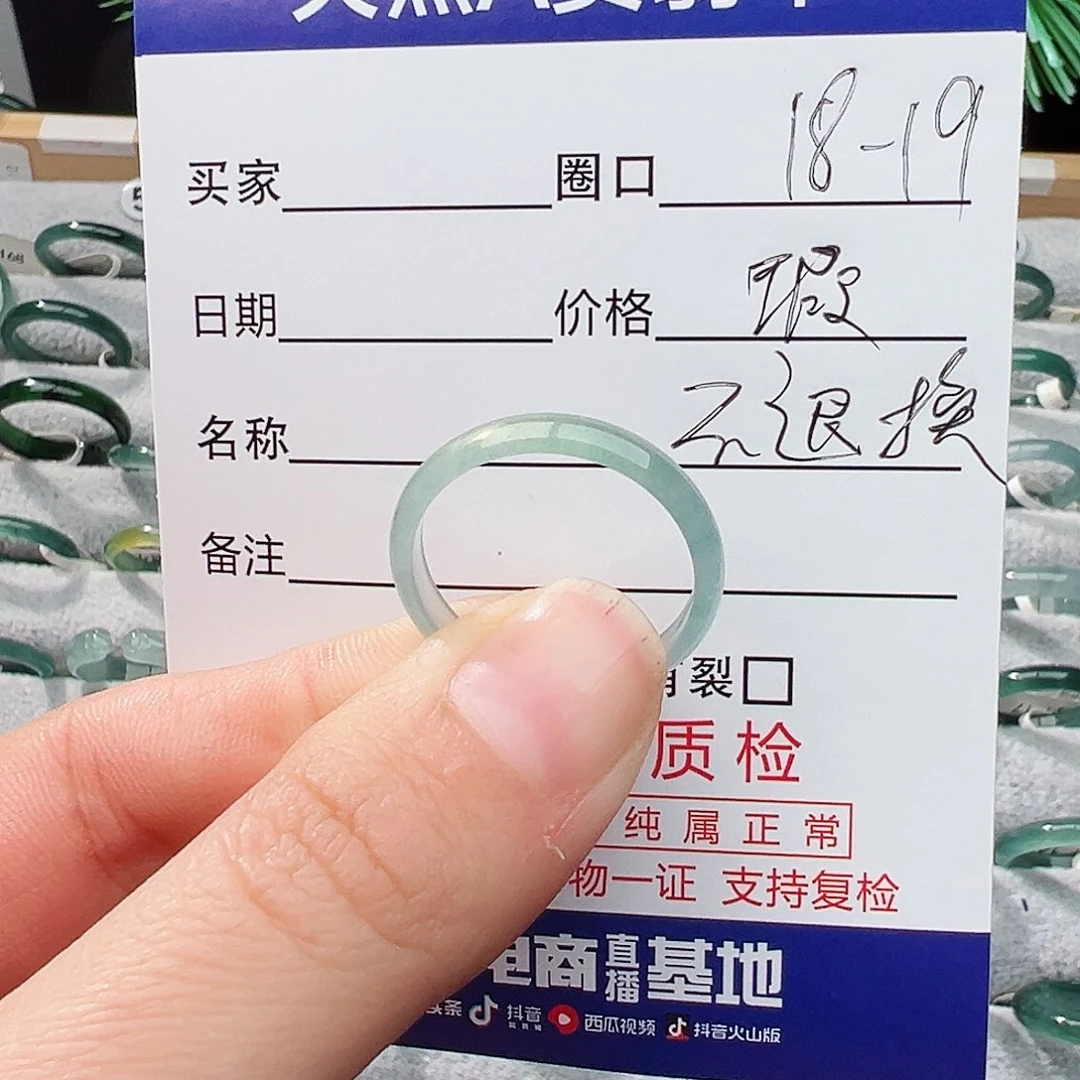 买家 圈口 18-19
日期 价格 瑕
名称 不退换
备注
裂
质检
纯属正常
物一证 支持复检
电商直播基地
头条 抖音 西瓜视频 抖音火山版